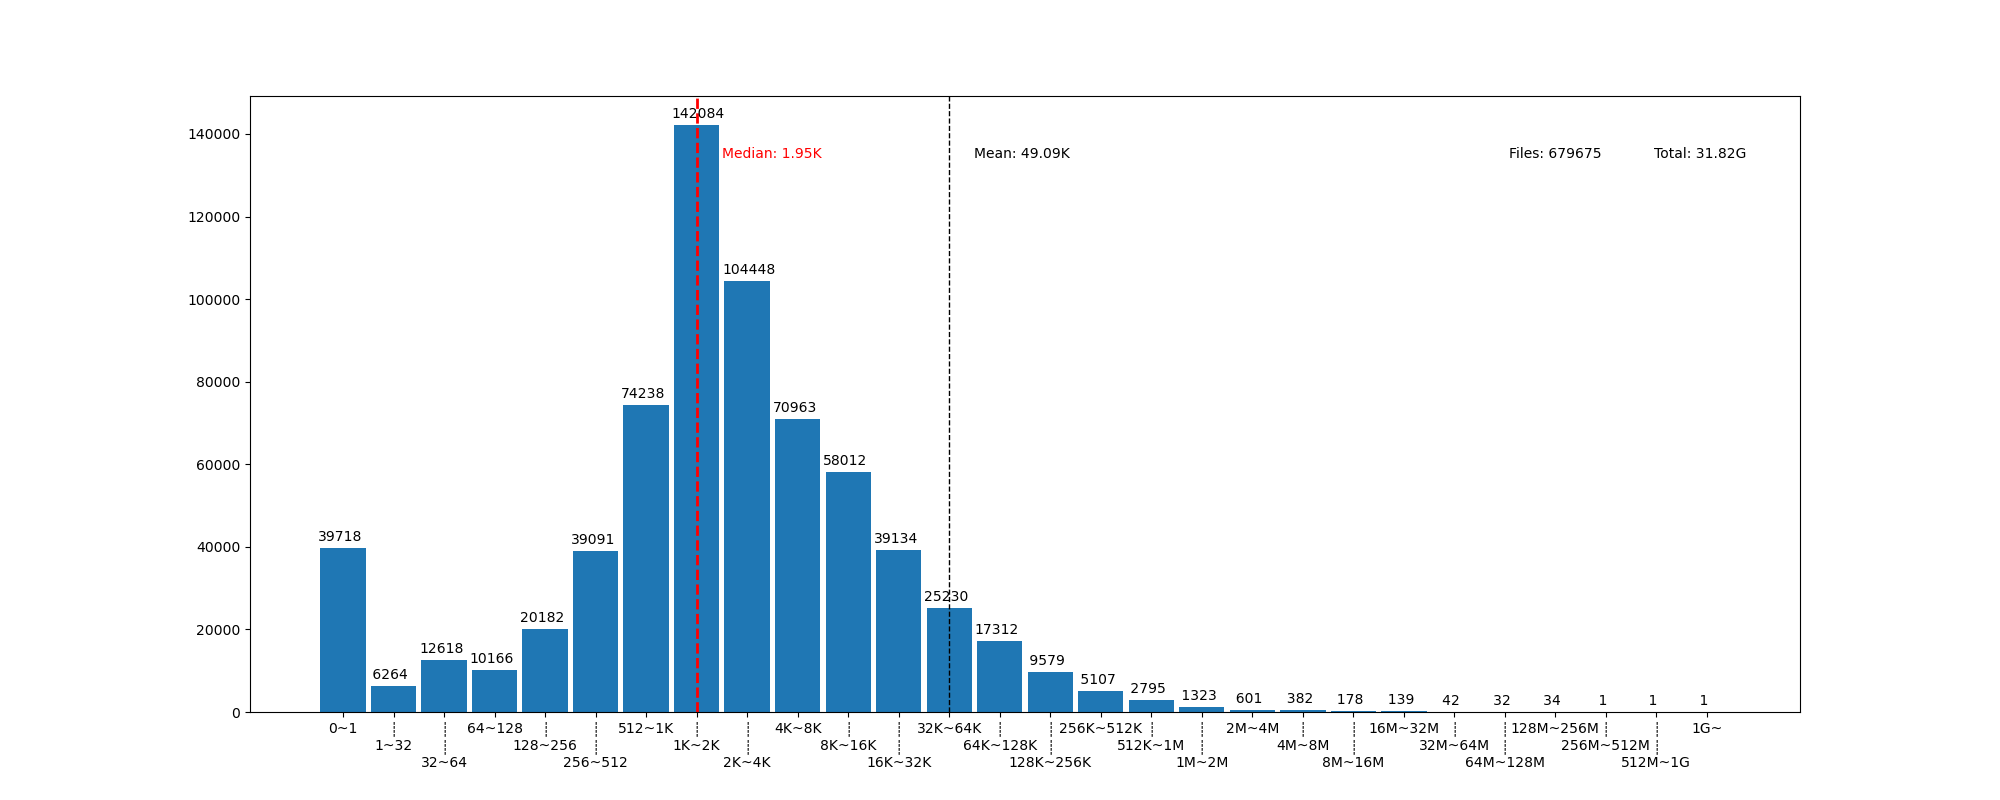 142084
140000
Median: 1.95K
Mean: 49.09K
Files: 679675
Total: 31.82G
120000
104448
100000
80000
74238
70963
60000
58012
40000
39718
39091
39134
25230
20000
20182
17312
12618
10166
9579
6264
5107
2795
1323
601
382
178
139
42
32
34
1
1
1
0
0~1
64~128
512~1K
4K~8K
32K~64K
256K~512K
2M~4M
16M~32M
128M~256M
1G~
1~32
128~256
1K~2K
8K~16K
64K~128K
512K~1M
4M~8M
32M~64M
256M~512M
32~64
256~512
2K~4K
16K~32K
128K~256K
1M~2M
8M~16M
64M~128M
512M~1G